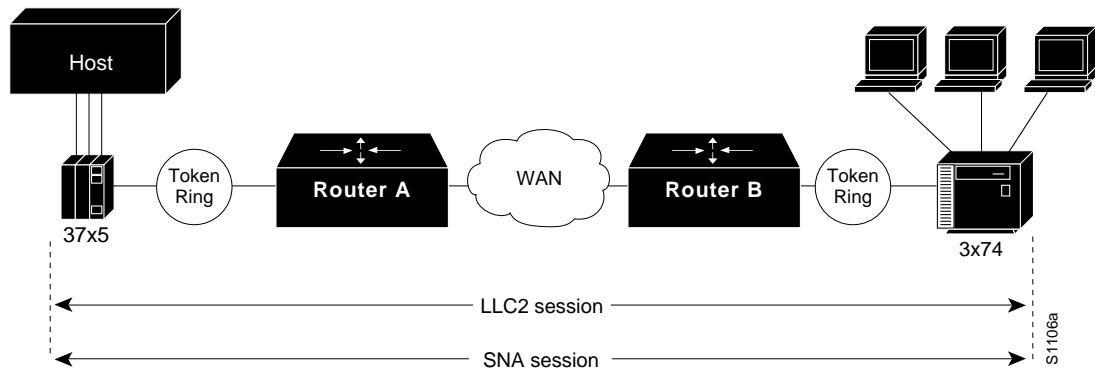 Host
Token
Ring
Router A
WAN
Router B
Token
Ring
37x5
3x74
LLC2 session
SNA session
S1106a